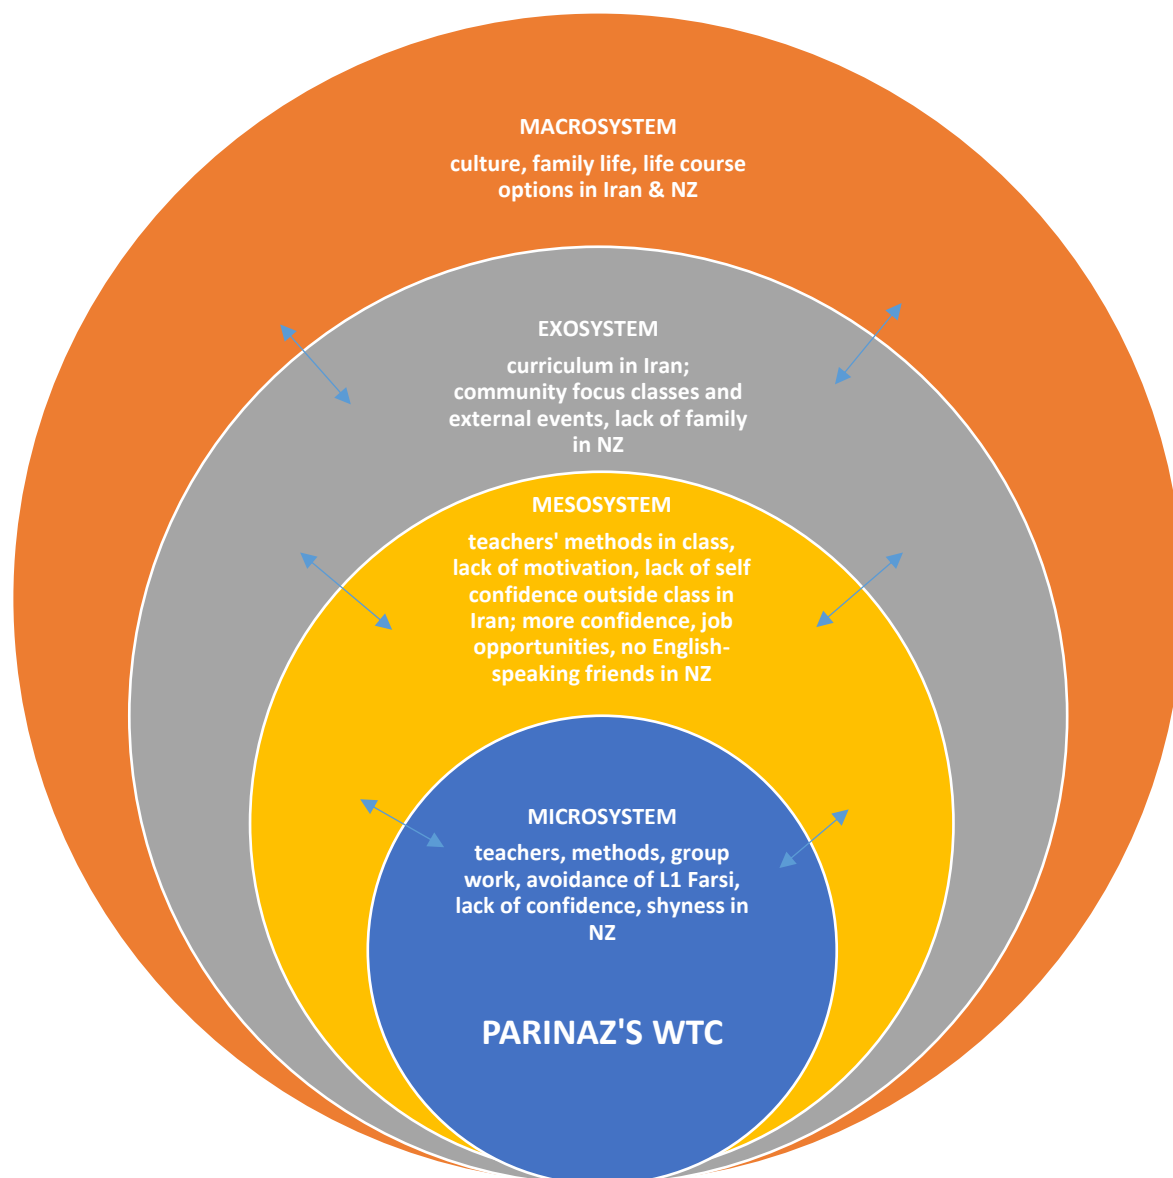 MACROSYSTEM
culture, family life, life course
options in Iran & NZ
EXOSYSTEM
curriculum in Iran;
community focus classes and
external events, lack of family
in NZ
MESOSYSTEM
teachers' methods in class,
lack of motivation, lack of self
confidence outside class in
Iran; more confidence, job
opportunities, no English-
speaking friends in NZ
MICROSYSTEM
teachers, methods, group
work, avoidance of L1 Farsi,
lack of confidence, shyness in
NZ
PARINAZ'S WTC